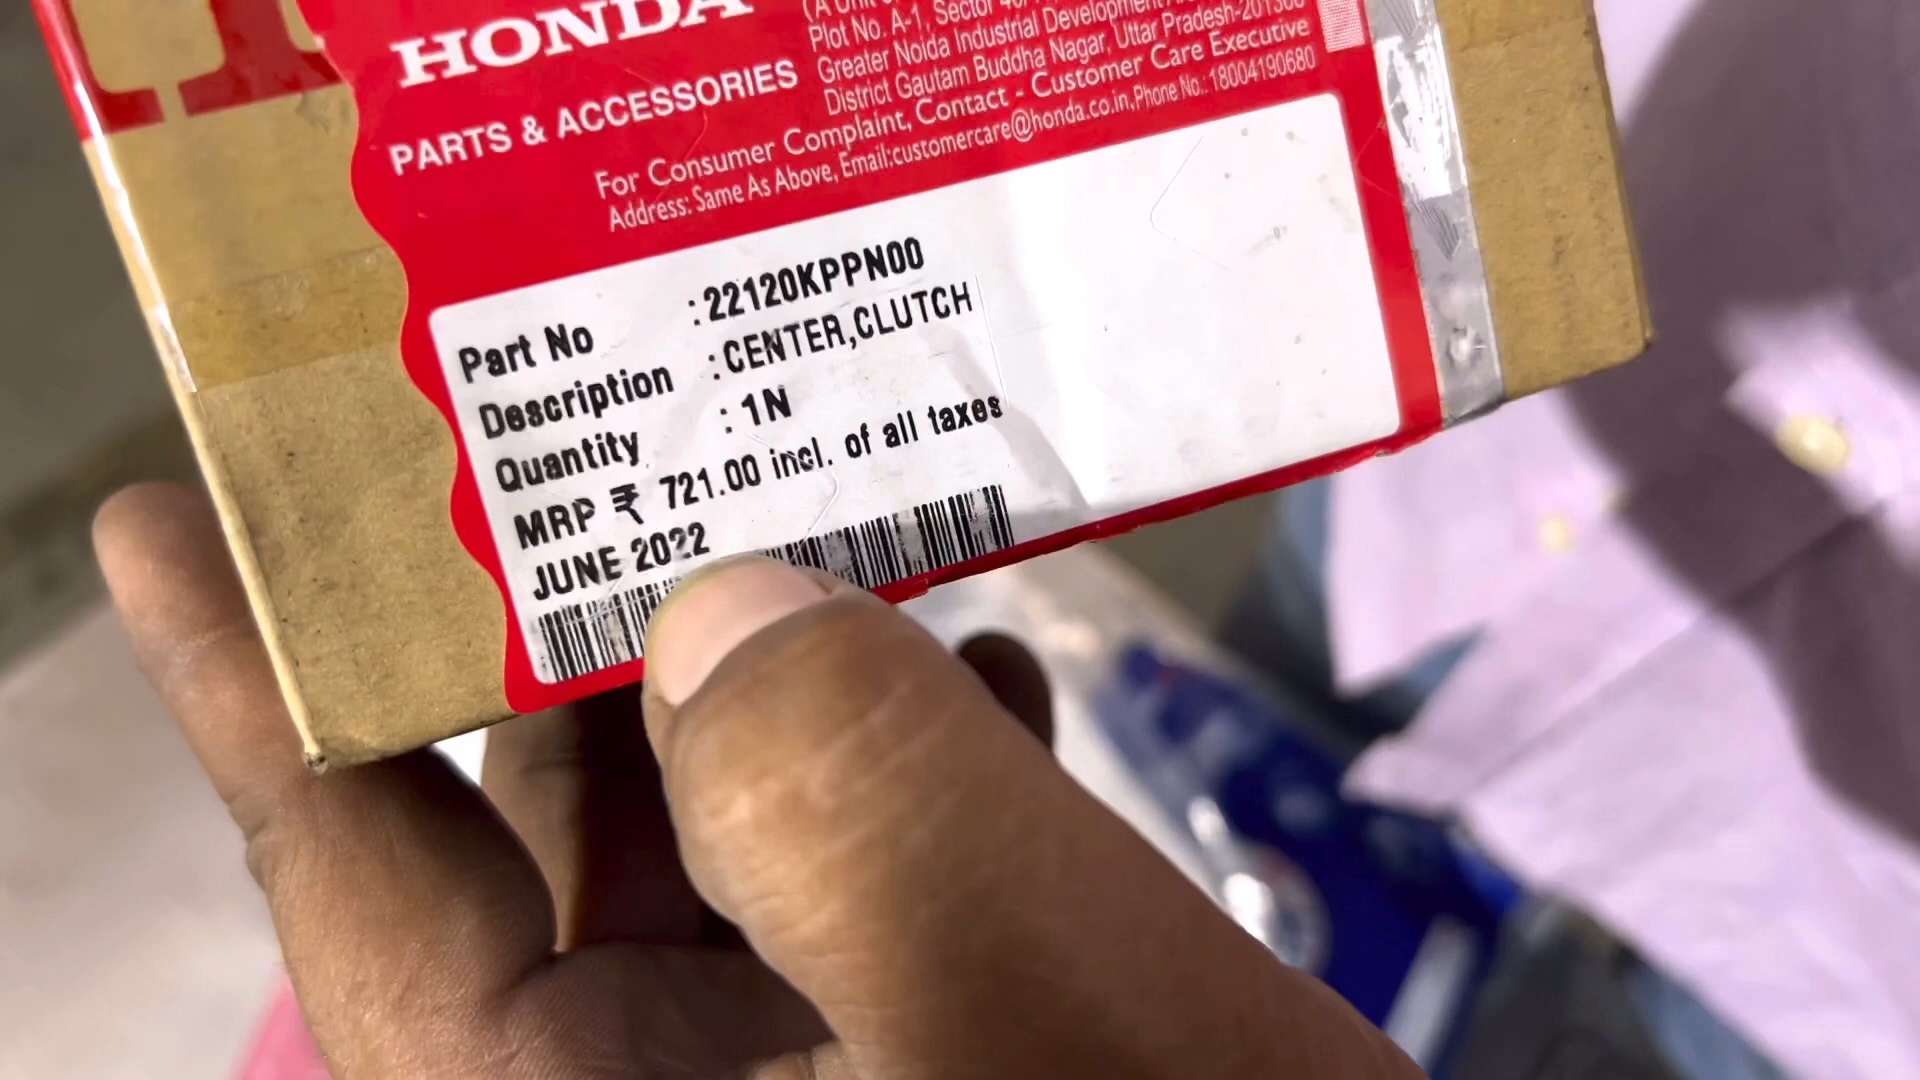 HONDA
PARTS & ACCESSORIES
(A Unit
Plot No. A-1, Sector
Greater Noida Industrial Development
District Gautam Buddha Nagar, Uttar Pradesh-201306
For Consumer Complaint, Contact - Customer Care Executive
Address: Same As Above, Email:customercare@honda.co.in,Phone No.: 18004190680
Part No : 22120KPPN00
Description : CENTER,CLUTCH
Quantity : 1N
MRP ₹ 721.00 incl. of all taxes
JUNE 2022